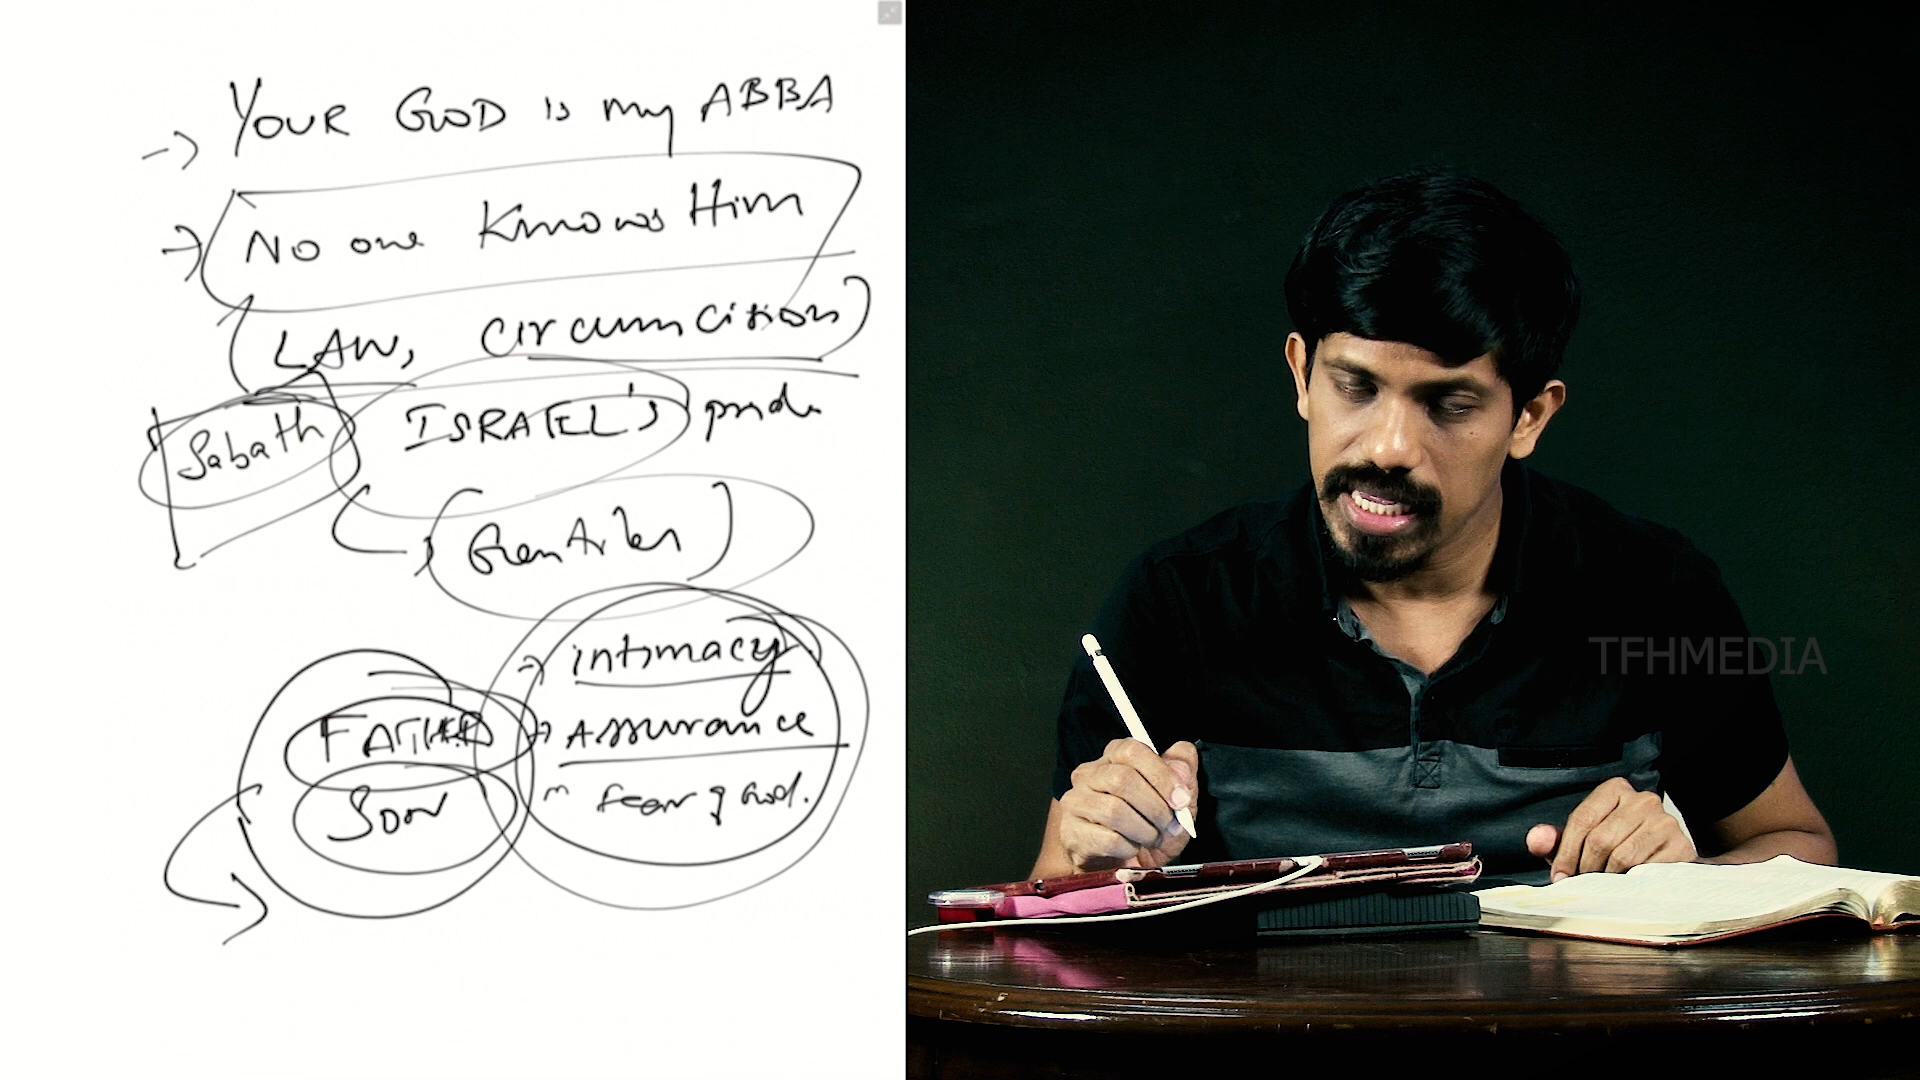 YOUR GOD is my ABBA
No one Knows Him
LAW, Circumcition
Sabath ISRAEL'S pride
Gentiles
intimacy
FATHER Assurance
Son fear of God.
TFHMEDIA